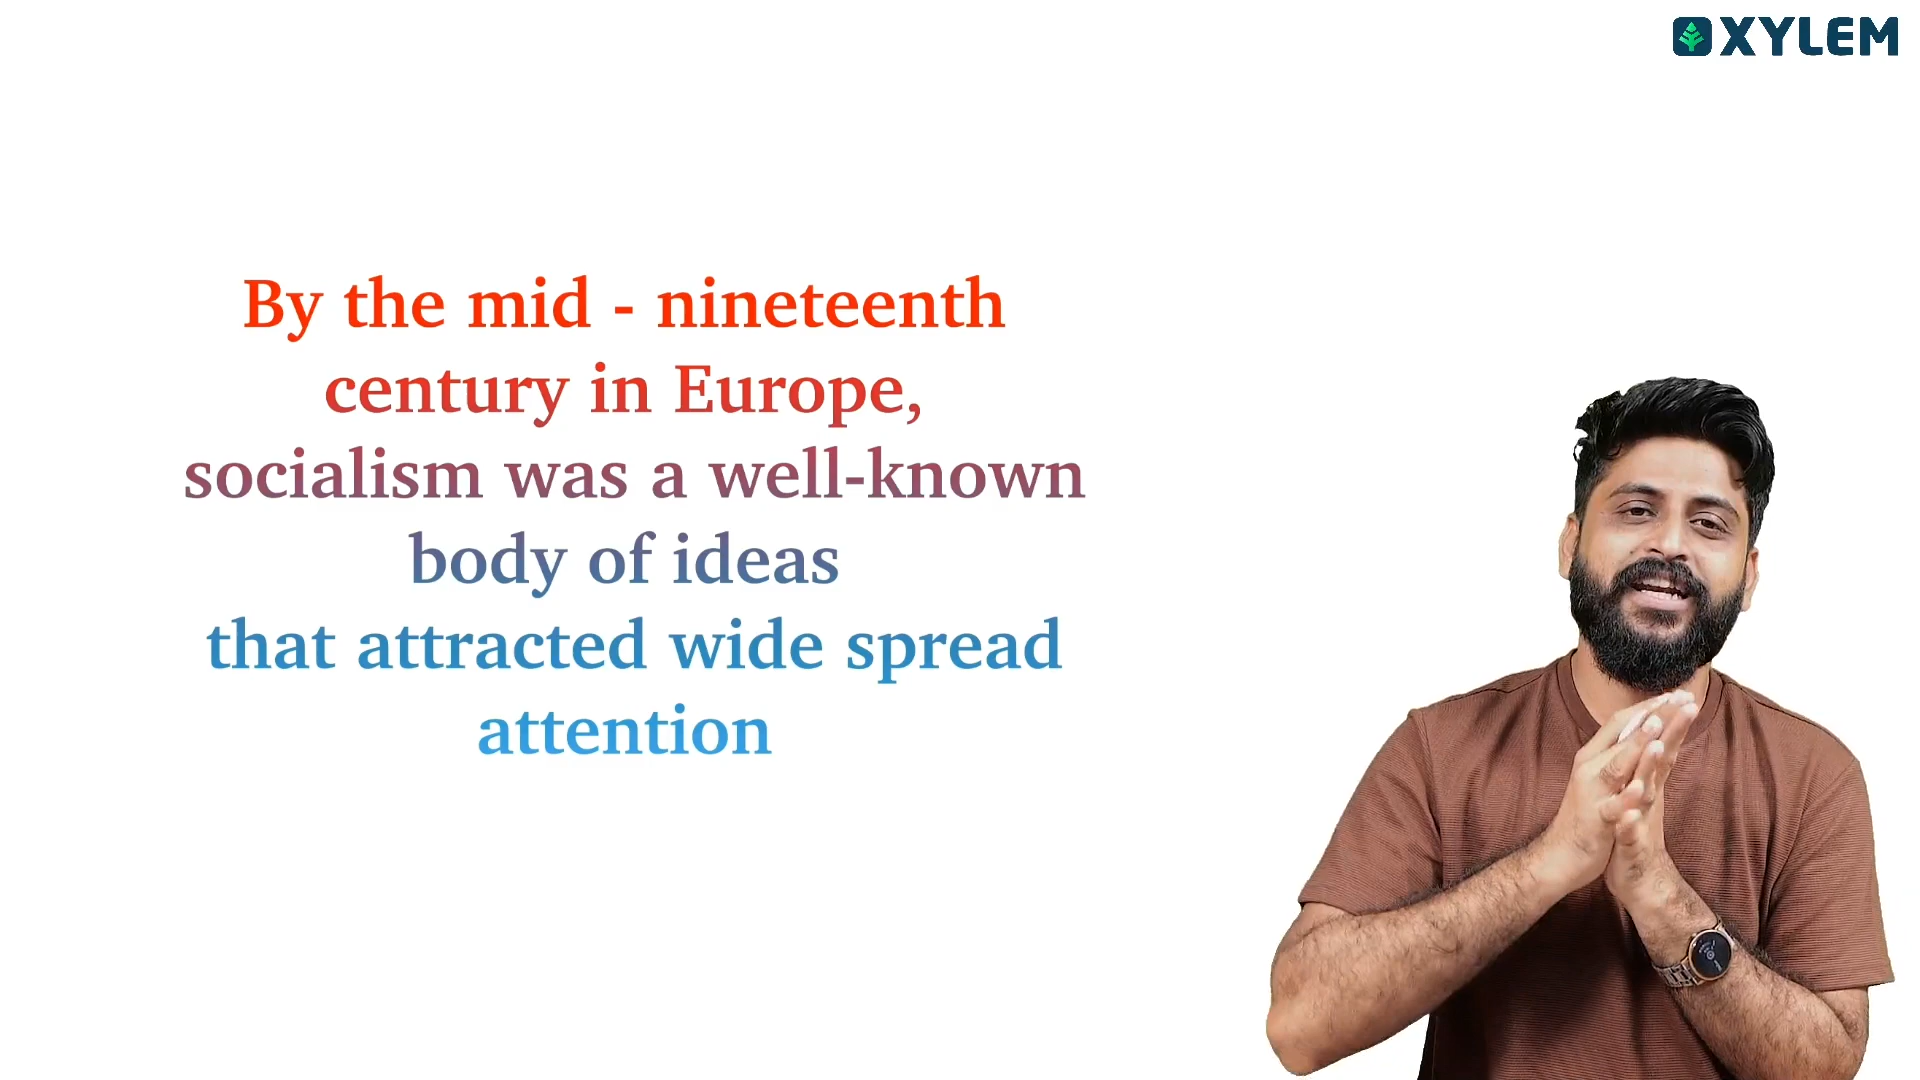 XYLEM
By the mid - nineteenth
century in Europe,
socialism was a well-known
body of ideas
that attracted wide spread
attention